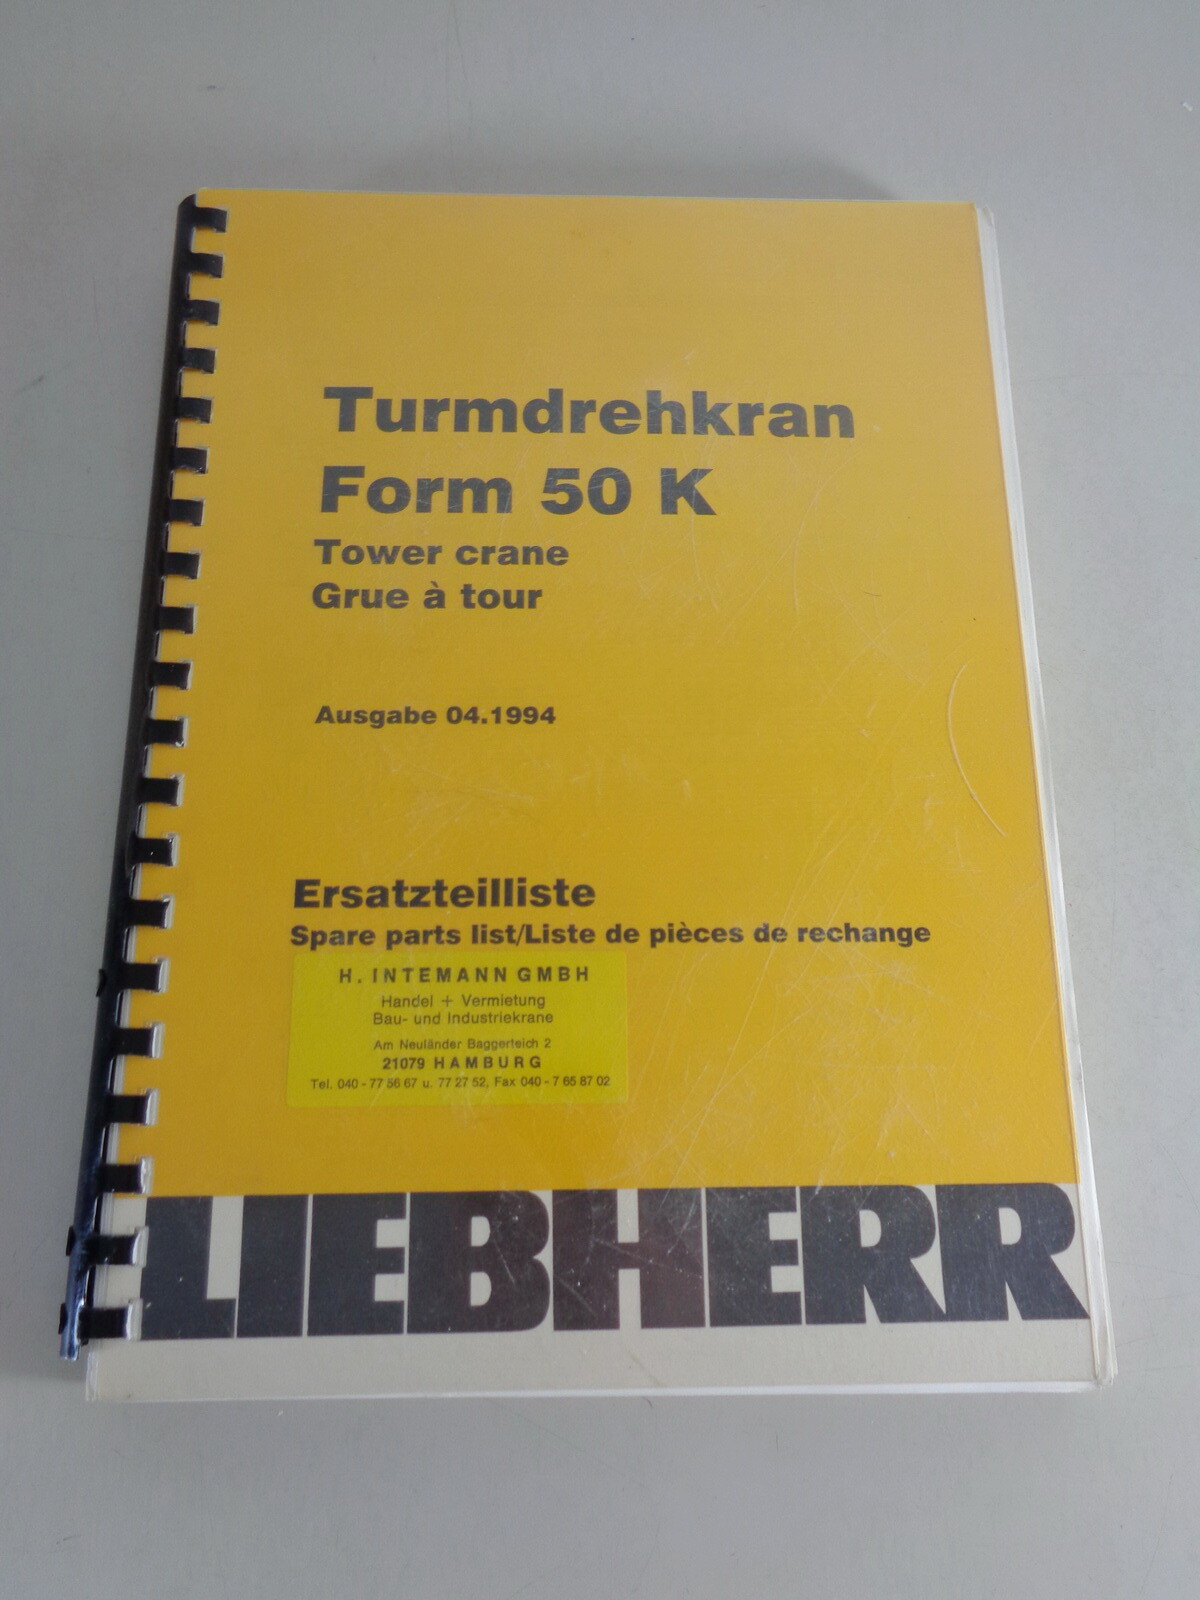 Turmdrehkran
Form 50 K
Tower crane
Grue à tour
Ausgabe 04.1994
Ersatzteilliste
Spare parts list/Liste de pièces de rechange
H. INTEMANN GMBH
Handel + Vermietung
Bau- und Industriekrane
Am Neuländer Baggerteich 2
21079 HAMBURG
Tel. 040 - 77 56 67 u. 77 27 52, Fax 040 - 7 65 87 02
LIEBHERR